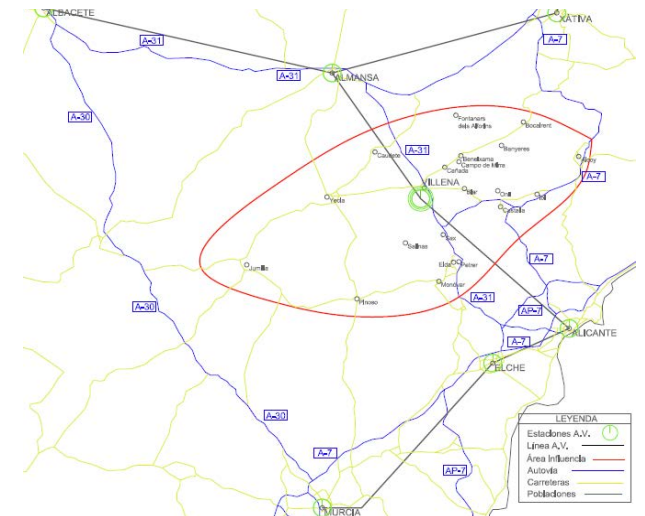 ALBACETE
XÀTIVA
A-31
A-7
A-31
ALMANSA
A-30
Fontanars
dels Alforins
Bocairent
A-31
Banyeres
Caudete
Beneixama
Campo de Mirra
Alcoy
Cañada
A-7
VILLENA
Biar
Onil
Ibi
Yecla
Castalla
Sax
Salinas
A-7
Elda
Petrer
Jumilla
Monóvar
A-31
A-30
Pinoso
AP-7
ALICANTE
A-7
ELCHE
A-30
LEYENDA
Estaciones A.V.
Línea A.V.
Área Influencia
Autovía
Carreteras
Poblaciones
A-7
AP-7
MURCIA